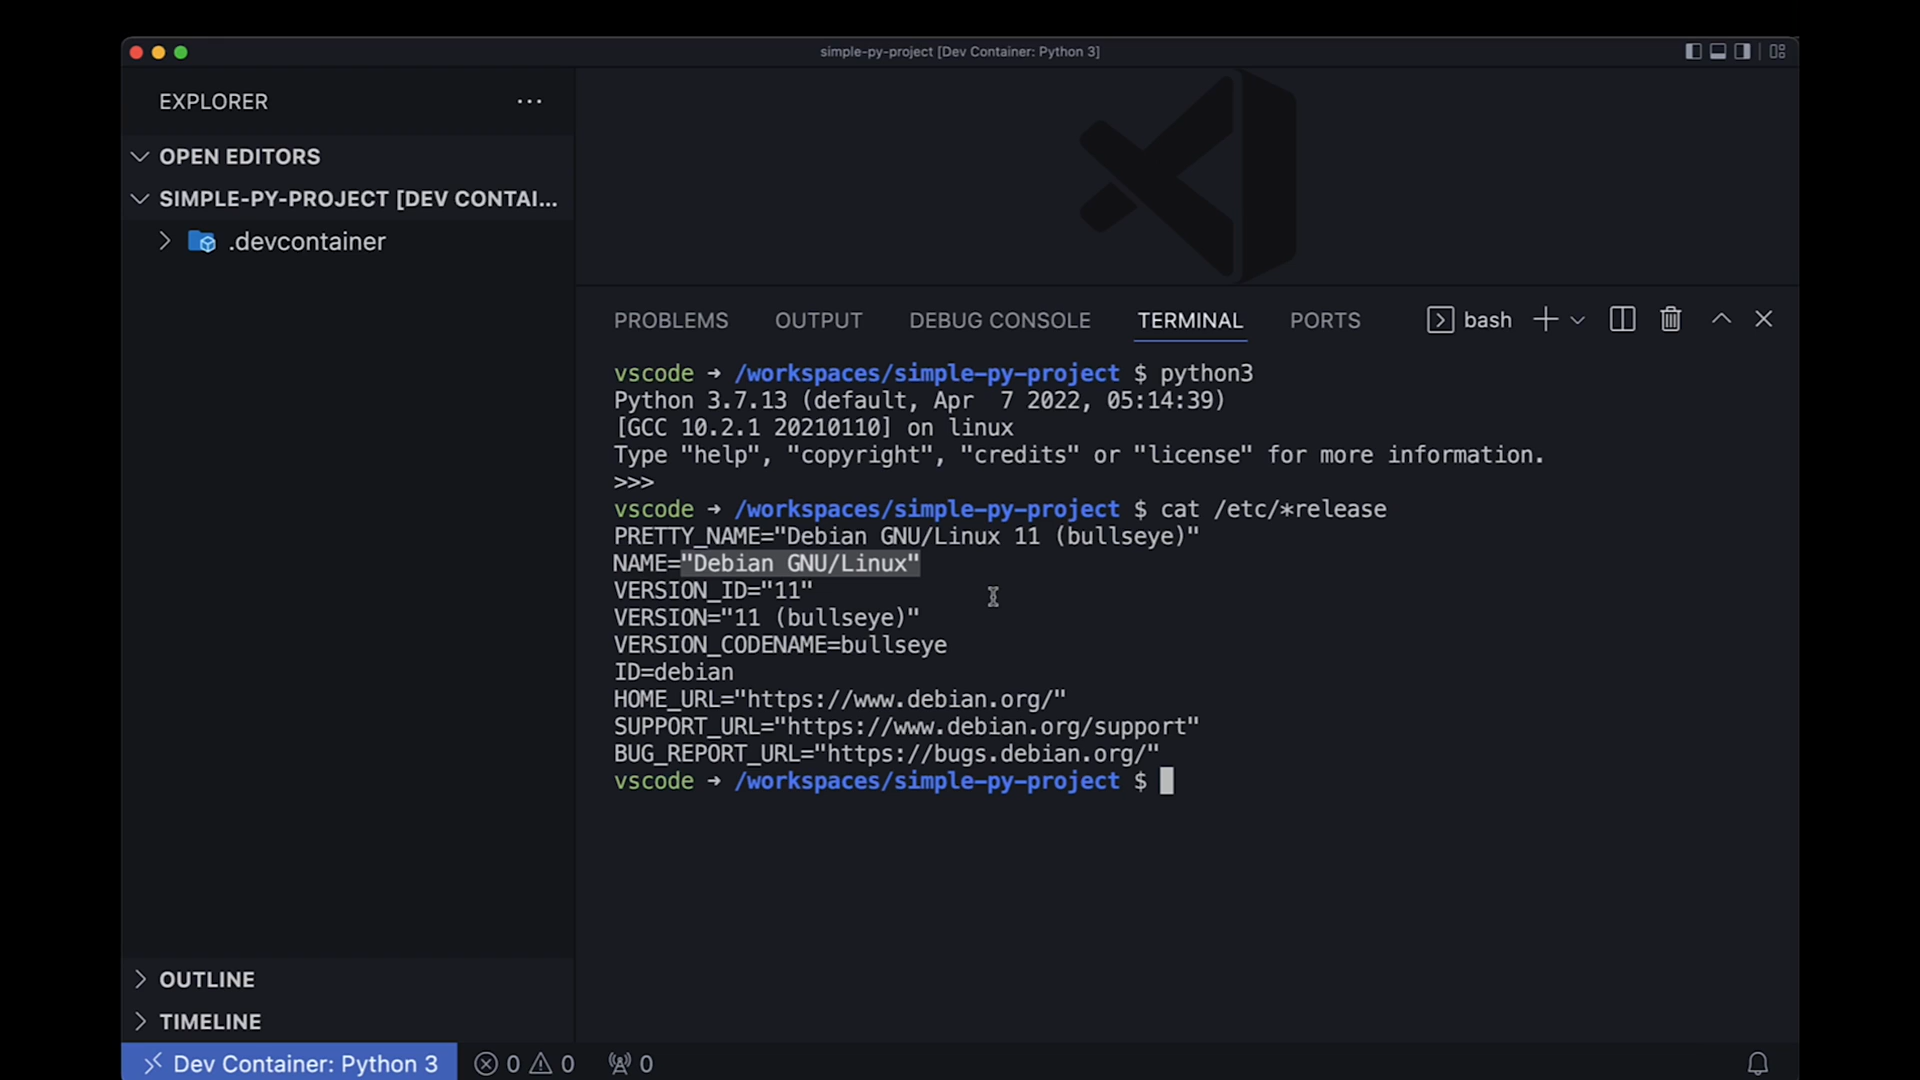 simple-py-project [Dev Container: Python 3]
EXPLORER
OPEN EDITORS
SIMPLE-PY-PROJECT [DEV CONTAI...
.devcontainer
OUTLINE
TIMELINE
PROBLEMS OUTPUT DEBUG CONSOLE TERMINAL PORTS bash
vscode ➜ /workspaces/simple-py-project $ python3
Python 3.7.13 (default, Apr  7 2022, 05:14:39)
[GCC 10.2.1 20210110] on linux
Type "help", "copyright", "credits" or "license" for more information.
>>>
vscode ➜ /workspaces/simple-py-project $ cat /etc/*release
PRETTY_NAME="Debian GNU/Linux 11 (bullseye)"
NAME="Debian GNU/Linux"
VERSION_ID="11"
VERSION="11 (bullseye)"
VERSION_CODENAME=bullseye
ID=debian
HOME_URL="https://www.debian.org/"
SUPPORT_URL="https://www.debian.org/support"
BUG_REPORT_URL="https://bugs.debian.org/"
vscode ➜ /workspaces/simple-py-project $
Dev Container: Python 3 0 0 0